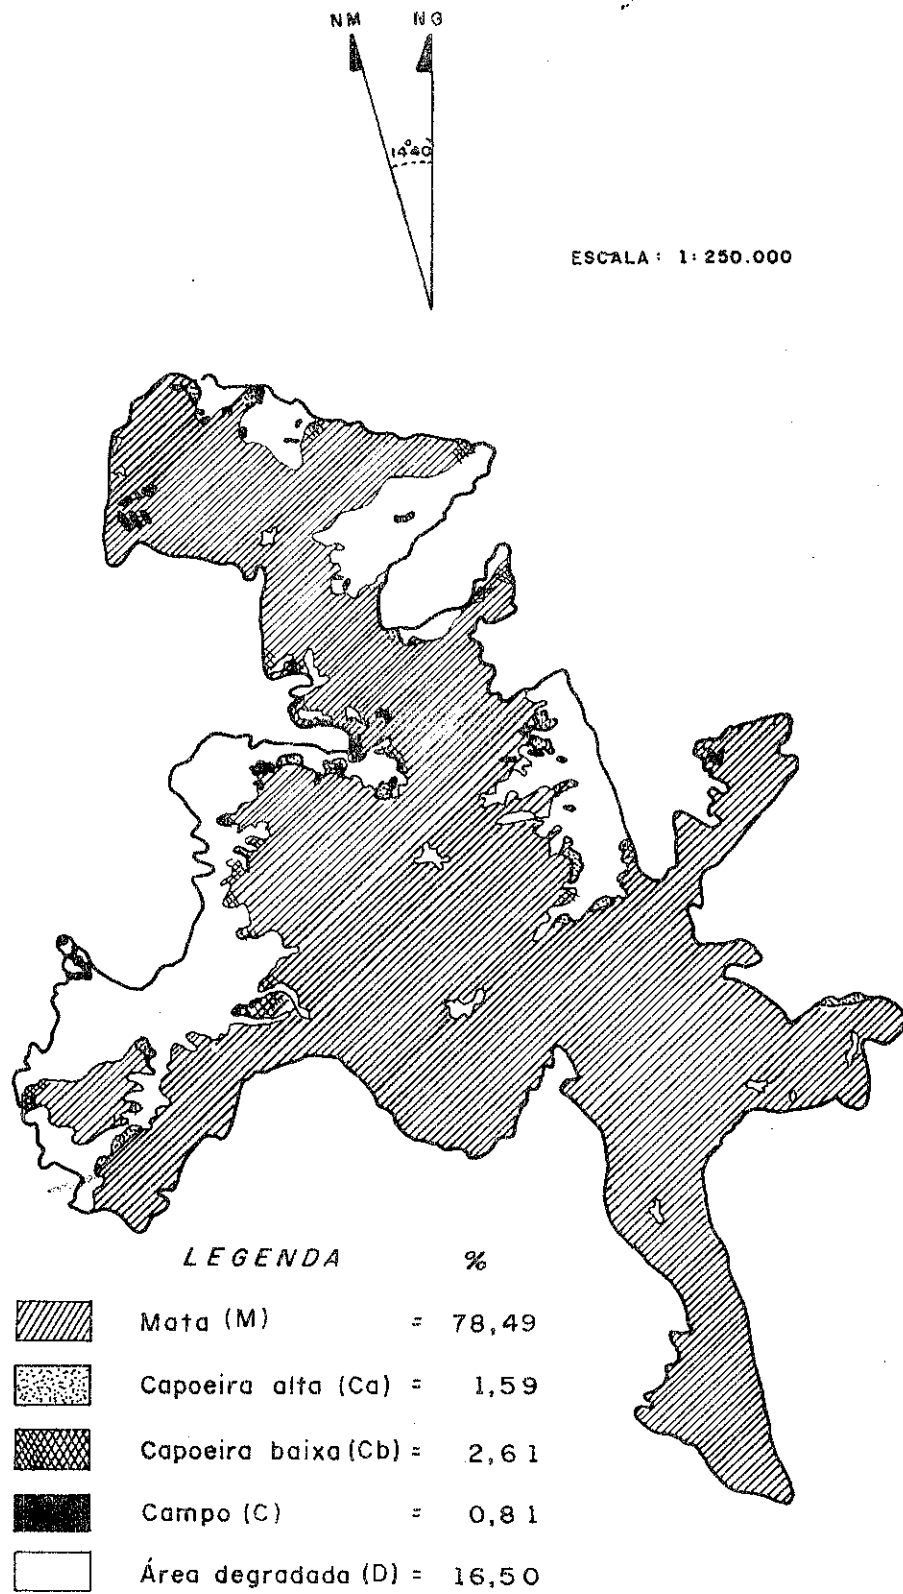 NM NG
14°40'
ESCALA: 1:250.000
LEGENDA %
Mata (M) = 78,49
Capoeira alta (Ca) = 1,59
Capoeira baixa (Cb) = 2,61
Campo (C) = 0,81
Área degradada (D) = 16,50